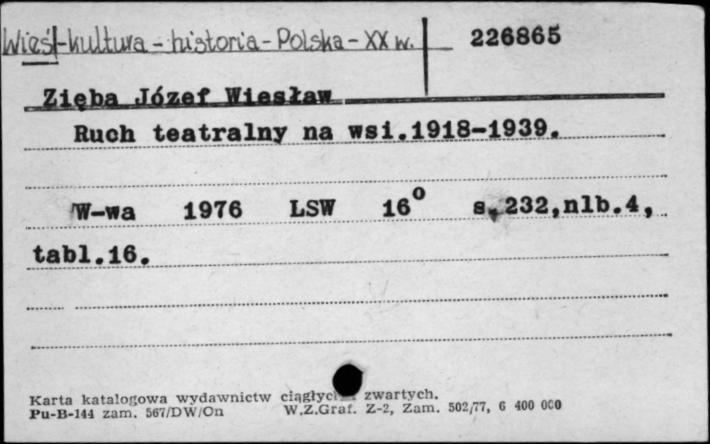 Wieś-kultura - historia - Polska - XX w. 226865
Zięba Józef Wiesław
Ruch teatralny na wsi.1918-1939.
W-wa 1976 LSW 16° s.232,nlb.4,
tabl.16.
Karta katalogowa wydawnictw ciągłych zwartych.
Pu-B-144 zam. 567/DW/On W.Z.Graf. Z-2, Zam. 502/77, 6 400 000